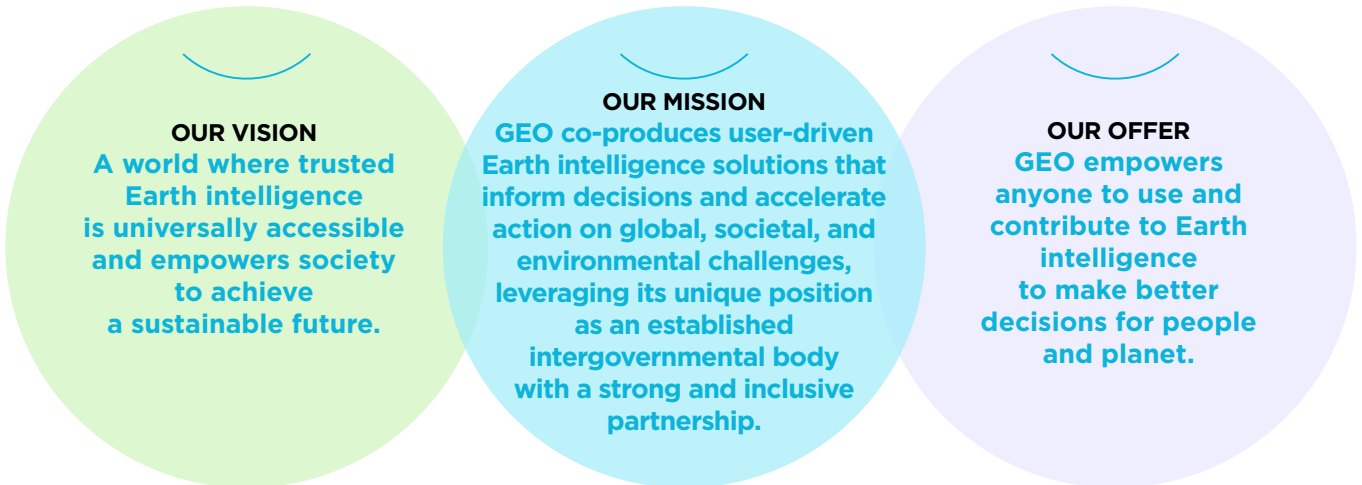 OUR VISION
A world where trusted
Earth intelligence
is universally accessible
and empowers society
to achieve
a sustainable future.
OUR MISSION
GEO co-produces user-driven
Earth intelligence solutions that
inform decisions and accelerate
action on global, societal, and
environmental challenges,
leveraging its unique position
as an established
intergovernmental body
with a strong and inclusive
partnership.
OUR OFFER
GEO empowers
anyone to use and
contribute to Earth
intelligence
to make better
decisions for people
and planet.